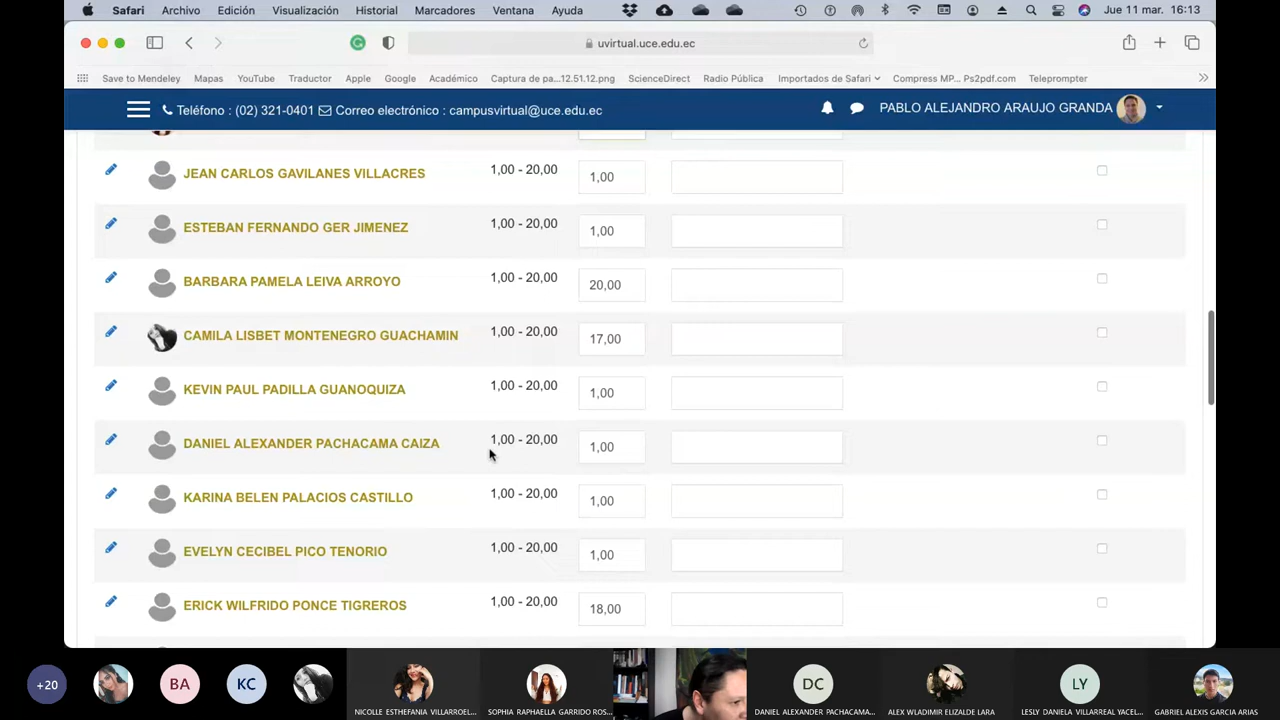 Safari Archivo Edición Visualización Historial Marcadores Ventana Ayuda Jue 11 mar. 16:13
uvirtual.uce.edu.ec
Save to Mendeley Mapas YouTube Traductor Apple Google Académico Captura de pa...12.51.12.png ScienceDirect Radio Pública Importados de Safari Compress MP... Ps2pdf.com Teleprompter
Teléfono : (02) 321-0401 Correo electrónico : campusvirtual@uce.edu.ec PABLO ALEJANDRO ARAUJO GRANDA
JEAN CARLOS GAVILANES VILLACRES 1,00 - 20,00 1,00
ESTEBAN FERNANDO GER JIMENEZ 1,00 - 20,00 1,00
BARBARA PAMELA LEIVA ARROYO 1,00 - 20,00 20,00
CAMILA LISBET MONTENEGRO GUACHAMIN 1,00 - 20,00 17,00
KEVIN PAUL PADILLA GUANOQUIZA 1,00 - 20,00 1,00
DANIEL ALEXANDER PACHACAMA CAIZA 1,00 - 20,00 1,00
KARINA BELEN PALACIOS CASTILLO 1,00 - 20,00 1,00
EVELYN CECIBEL PICO TENORIO 1,00 - 20,00 1,00
ERICK WILFRIDO PONCE TIGREROS 1,00 - 20,00 18,00
+20 BA KC DC LY
NICOLLE ESTHEFANIA VILLARROEL... SOPHIA RAPHAELLA GARRIDO ROS... DANIEL ALEXANDER PACHACAMA... ALEX WLADIMIR ELIZALDE LARA LESLY DANIELA VILLARREAL YACEL... GABRIEL ALEXIS GARCIA ARIAS